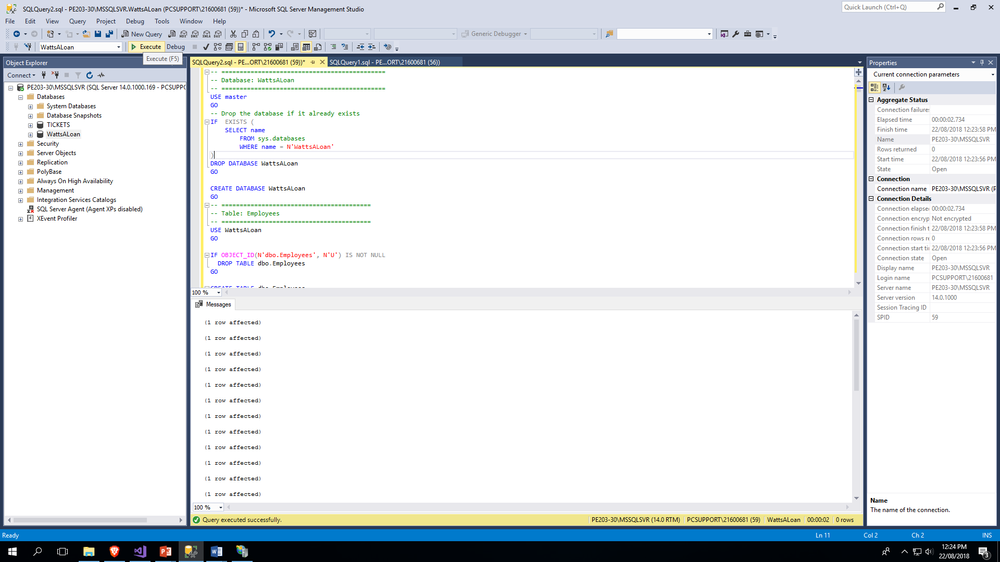 SQLQuery2.sql - PE203-30\MSSQLSVR.WattsALoan (PCSUPPORT\21600681 (59))* - Microsoft SQL Server Management Studio
Quick Launch (Ctrl+Q)
File Edit View Query Project Debug Tools Window Help
New Query
MDX DMX XMLA DAX
Generic Debugger
WattsALoan
Execute
Debug
Execute (F5)
Object Explorer
Connect
PE203-30\MSSQLSVR (SQL Server 14.0.1000.169 - PCSUPPO
Databases
System Databases
Database Snapshots
TICKETS
WattsALoan
Security
Server Objects
Replication
PolyBase
Always On High Availability
Management
Integration Services Catalogs
SQL Server Agent (Agent XPs disabled)
XEvent Profiler
SQLQuery2.sql - PE...ORT\21600681 (59))*
SQLQuery1.sql - PE...ORT\21600681 (56))
-- =============================================
-- Database: WattsALoan
-- =============================================
USE master
GO
-- Drop the database if it already exists
IF  EXISTS (
SELECT name
FROM sys.databases
WHERE name = N'WattsALoan'
)
DROP DATABASE WattsALoan
GO
CREATE DATABASE WattsALoan
GO
-- =========================================
-- Table: Employees
-- =========================================
USE WattsALoan
GO
IF OBJECT_ID(N'dbo.Employees', N'U') IS NOT NULL
DROP TABLE dbo.Employees
GO
CREATE TABLE dbo.Employees
100 %
Messages
(1 row affected)
(1 row affected)
(1 row affected)
(1 row affected)
(1 row affected)
(1 row affected)
(1 row affected)
(1 row affected)
(1 row affected)
(1 row affected)
(1 row affected)
(1 row affected)
100 %
Query executed successfully.
PE203-30\MSSQLSVR (14.0 RTM)
PCSUPPORT\21600681 (59)
WattsALoan
00:00:02
0 rows
Properties
Current connection parameters
Aggregate Status
Connection failures
Elapsed time 00:00:02.734
Finish time 22/08/2018 12:23:58 PM
Name PE203-30\MSSQLSVR
Rows returned 0
Start time 22/08/2018 12:23:56 PM
State Open
Connection
Connection name PE203-30\MSSQLSVR (P
Connection Details
Connection elapse 00:00:02.734
Connection encryp Not encrypted
Connection finish t 22/08/2018 12:23:58 PM
Connection rows re 0
Connection start ti 22/08/2018 12:23:56 PM
Connection state Open
Display name PE203-30\MSSQLSVR
Login name PCSUPPORT\21600681
Server name PE203-30\MSSQLSVR
Server version 14.0.1000
Session Tracing ID
SPID 59
Name
The name of the connection.
Ready
Ln 11
Col 2
Ch 2
INS
12:24 PM
22/08/2018
3